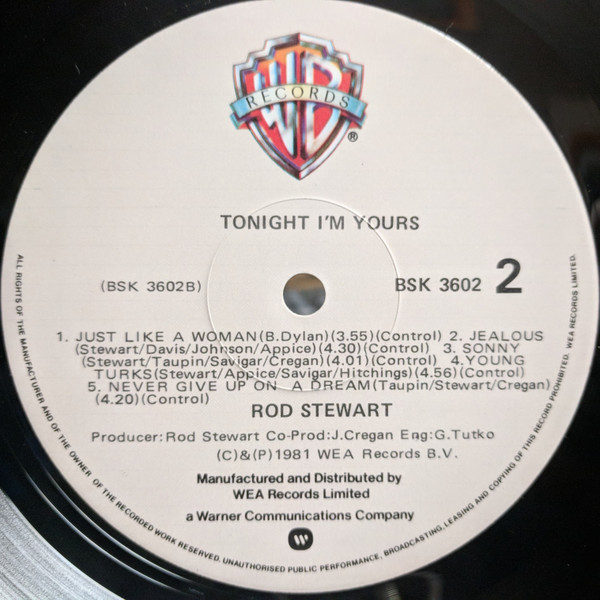 WB
RECORDS
®
TONIGHT I'M YOURS
(BSK 3602B)
BSK 3602 2
1. JUST LIKE A WOMAN(B.Dylan)(3.55)(Control) 2. JEALOUS
(Stewart/Davis/Johnson/Appice)(4.30)(Control) 3. SONNY
(Stewart/Taupin/Savigar/Cregan)(4.01)(Control) 4.YOUNG
TURKS(Stewart/Appice/Savigar/Hitchings)(4.56)(Control)
5. NEVER GIVE UP ON A DREAM(Taupin/Stewart/Cregan)
(4.20)(Control)
ROD STEWART
Producer:Rod Stewart Co-Prod:J.Cregan Eng:G.Tutko
(C)&(P)1981 WEA Records B.V.
Manufactured and Distributed by
WEA Records Limited
a Warner Communications Company
ALL RIGHTS OF THE MANUFACTURER AND OF THE OWNER OF THE RECORDED WORK RESERVED. UNAUTHORISED PUBLIC PERFORMANCE, BROADCASTING, LEASING AND COPYING OF THIS RECORD PROHIBITED. WEA RECORDS LIMITED.